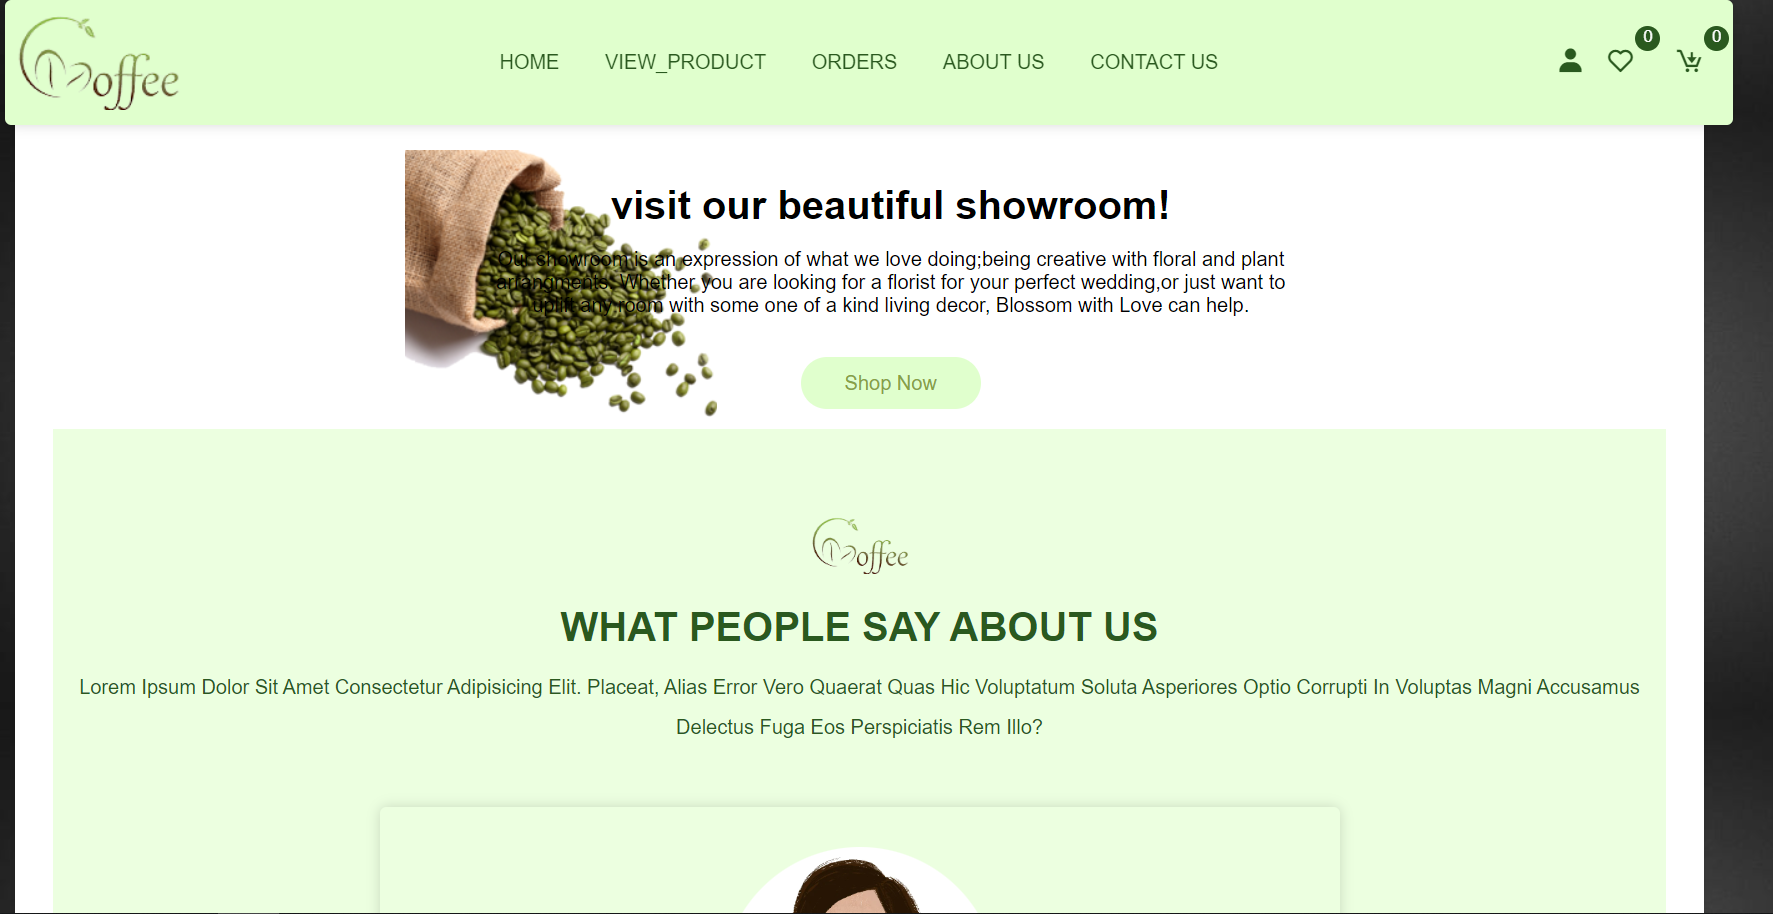 offee
HOME VIEW_PRODUCT ORDERS ABOUT US CONTACT US 0 0
visit our beautiful showroom!
Our showroom is an expression of what we love doing;being creative with floral and plant
arrangments. Whether you are looking for a florist for your perfect wedding,or just want to
uplift any room with some one of a kind living decor, Blossom with Love can help.
Shop Now
offee
WHAT PEOPLE SAY ABOUT US
Lorem Ipsum Dolor Sit Amet Consectetur Adipisicing Elit. Placeat, Alias Error Vero Quaerat Quas Hic Voluptatum Soluta Asperiores Optio Corrupti In Voluptas Magni Accusamus
Delectus Fuga Eos Perspiciatis Rem Illo?